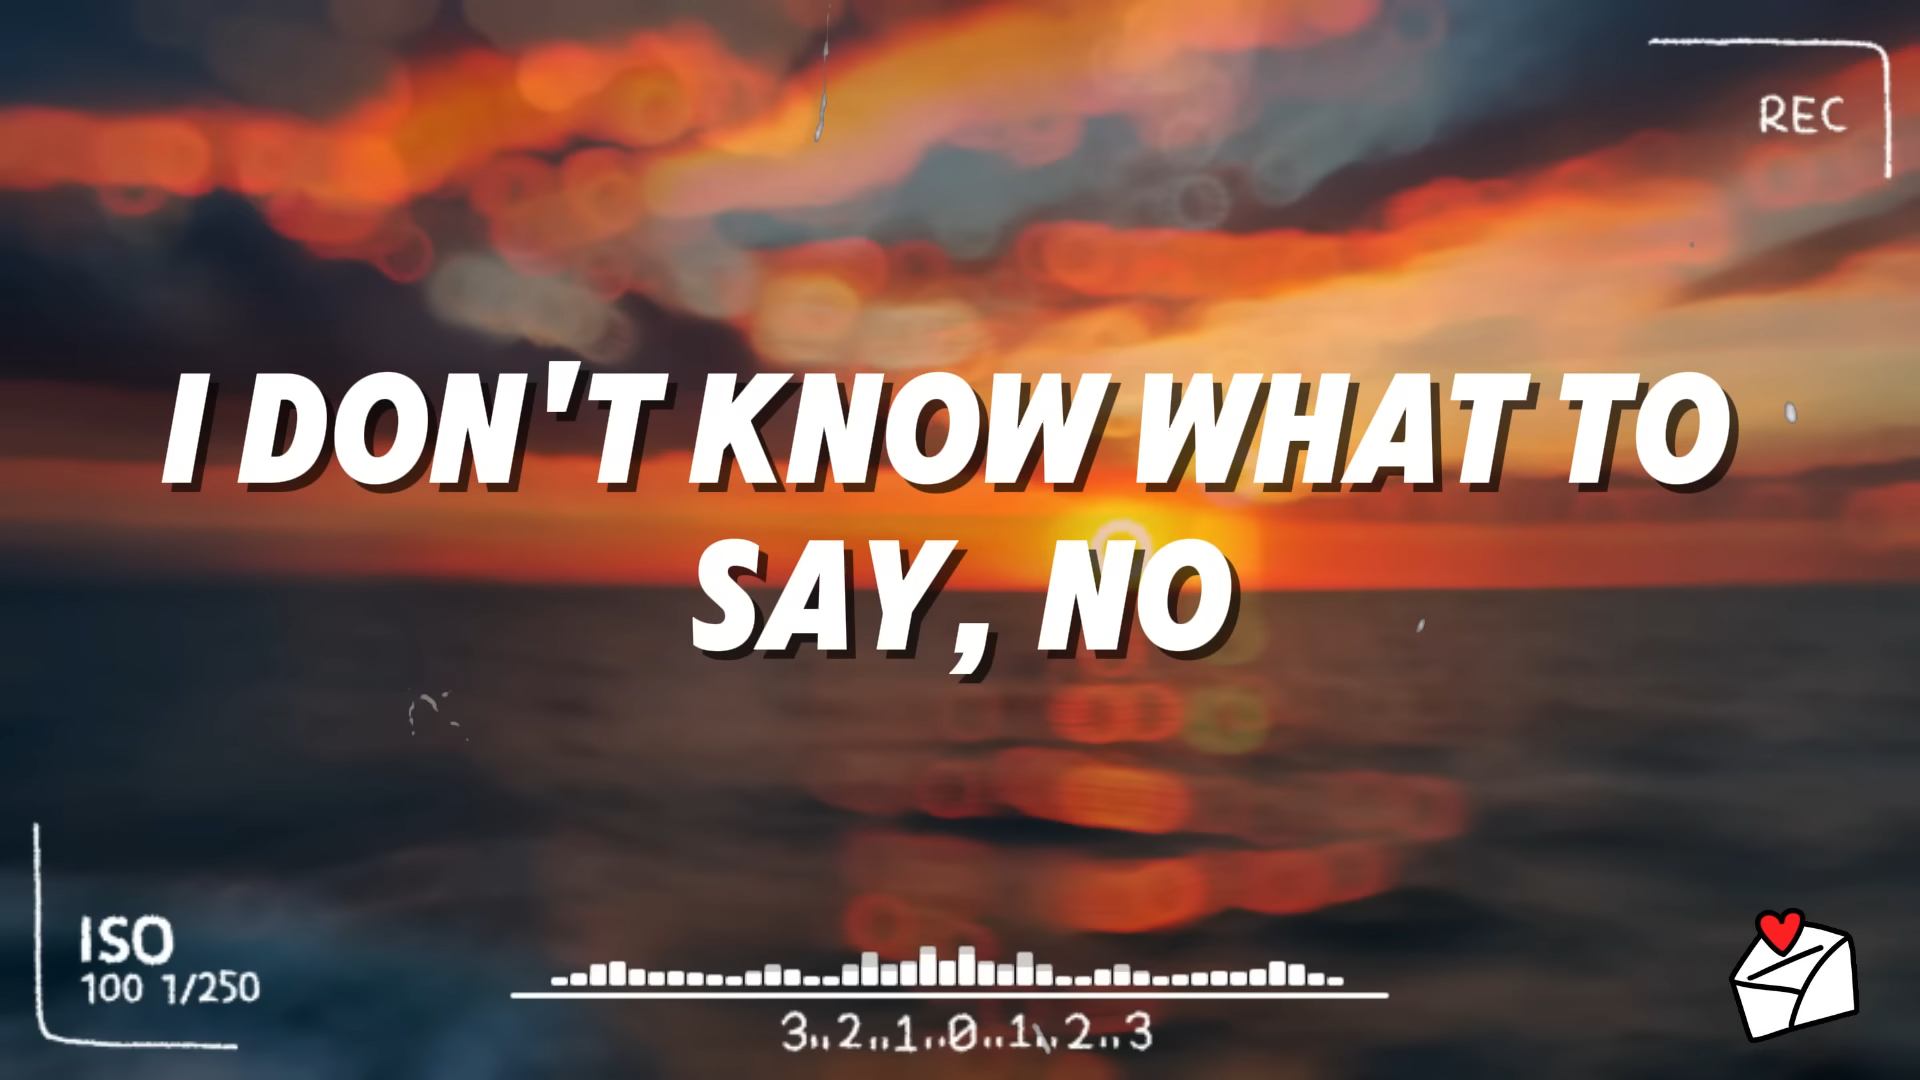 REC
I DON'T KNOW WHAT TO
SAY, NO
ISO
100 1/250
3..2..1..0..1..2..3